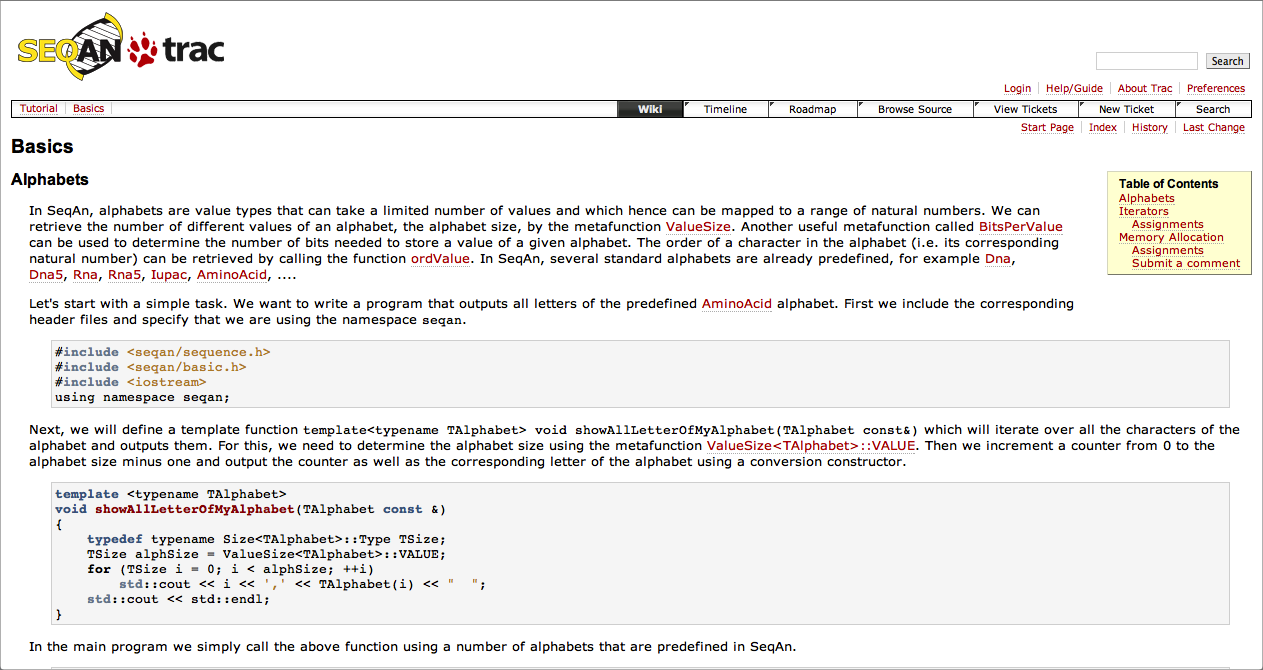 SEQAN trac
Search
Login Help/Guide About Trac Preferences
Tutorial Basics Wiki Timeline Roadmap Browse Source View Tickets New Ticket Search
Start Page Index History Last Change
Basics
Alphabets
In SeqAn, alphabets are value types that can take a limited number of values and which hence can be mapped to a range of natural numbers. We can
retrieve the number of different values of an alphabet, the alphabet size, by the metafunction ValueSize. Another useful metafunction called BitsPerValue
can be used to determine the number of bits needed to store a value of a given alphabet. The order of a character in the alphabet (i.e. its corresponding
natural number) can be retrieved by calling the function ordValue. In SeqAn, several standard alphabets are already predefined, for example Dna,
Dna5, Rna, Rna5, Iupac, AminoAcid, ....
Table of Contents
Alphabets
Iterators
Assignments
Memory Allocation
Assignments
Submit a comment
Let's start with a simple task. We want to write a program that outputs all letters of the predefined AminoAcid alphabet. First we include the corresponding
header files and specify that we are using the namespace seqan.
#include <seqan/sequence.h>
#include <seqan/basic.h>
#include <iostream>
using namespace seqan;
Next, we will define a template function template<typename TAlphabet> void showAllLetterOfMyAlphabet(TAlphabet const&) which will iterate over all the characters of the
alphabet and outputs them. For this, we need to determine the alphabet size using the metafunction ValueSize<TAlphabet>::VALUE. Then we increment a counter from 0 to the
alphabet size minus one and output the counter as well as the corresponding letter of the alphabet using a conversion constructor.
template <typename TAlphabet>
void showAllLetterOfMyAlphabet(TAlphabet const &)
{
    typedef typename Size<TAlphabet>::Type TSize;
    TSize alphSize = ValueSize<TAlphabet>::VALUE;
    for (TSize i = 0; i < alphSize; ++i)
        std::cout << i << ',' << TAlphabet(i) << "  ";
    std::cout << std::endl;
}
In the main program we simply call the above function using a number of alphabets that are predefined in SeqAn.